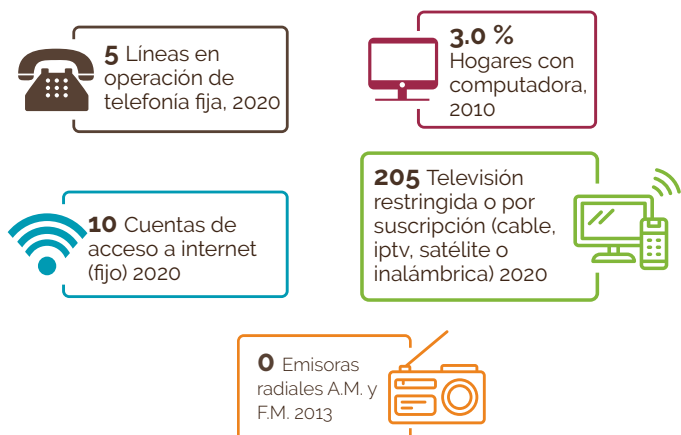 5 Líneas en
operación de
telefonía fija, 2020
3.0 %
Hogares con
computadora,
2010
10 Cuentas de
acceso a internet
(fijo) 2020
205 Televisión
restringida o por
suscripción (cable,
iptv, satélite o
inalámbrica) 2020
0 Emisoras
radiales A.M. y
F.M. 2013